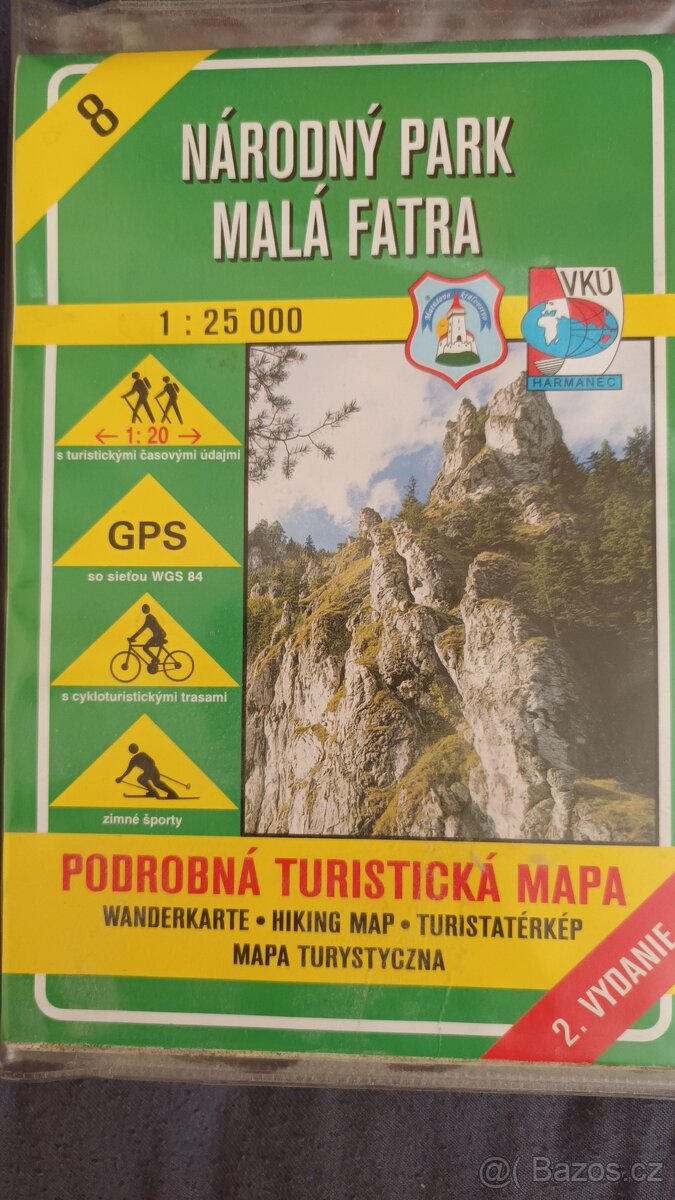 8
NÁRODNÝ PARK
MALÁ FATRA
1 : 25 000
VKÚ
HARMANEC
← 1: 20 →
s turistickými časovými údajmi
GPS
so sieťou WGS 84
s cykloturistickými trasami
zimné športy
PODROBNÁ TURISTICKÁ MAPA
WANDERKARTE • HIKING MAP • TURISTATÉRKÉP
MAPA TURYSTYCZNA
2. VYDANIE
@( Bazos.cz